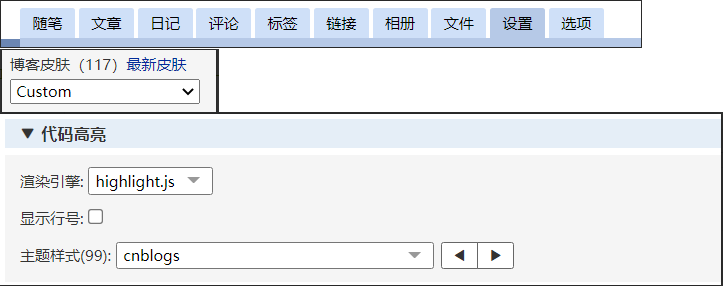 随笔 文章 日记 评论 标签 链接 相册 文件 设置 选项
博客皮肤（117）最新皮肤
Custom
▼ 代码高亮
渲染引擎: highlight.js
显示行号:
主题样式(99): cnblogs